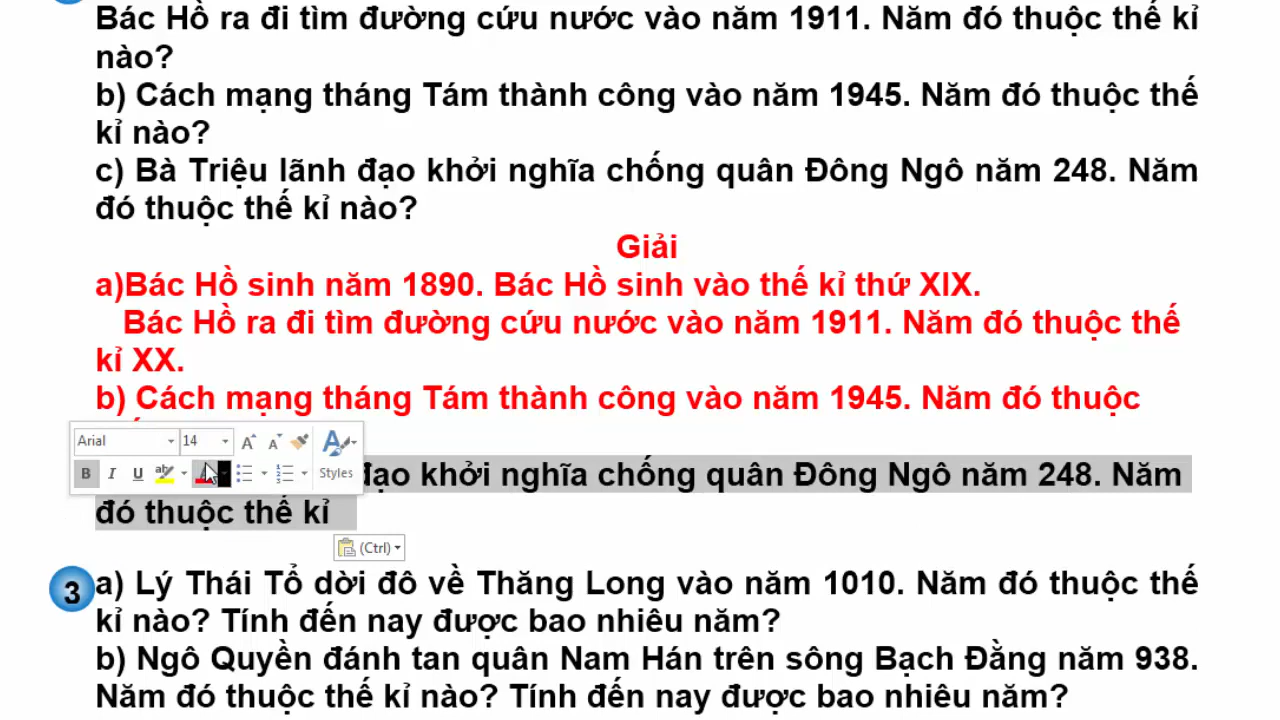 Bác Hồ ra đi tìm đường cứu nước vào năm 1911. Năm đó thuộc thế kỉ
nào?
b) Cách mạng tháng Tám thành công vào năm 1945. Năm đó thuộc thế
kỉ nào?
c) Bà Triệu lãnh đạo khởi nghĩa chống quân Đông Ngô năm 248. Năm
đó thuộc thế kỉ nào?
Giải
a)Bác Hồ sinh năm 1890. Bác Hồ sinh vào thế kỉ thứ XIX.
Bác Hồ ra đi tìm đường cứu nước vào năm 1911. Năm đó thuộc thế
kỉ XX.
b) Cách mạng tháng Tám thành công vào năm 1945. Năm đó thuộc
Arial 14
B I U Styles
đạo khởi nghĩa chống quân Đông Ngô năm 248. Năm
đó thuộc thế kỉ
(Ctrl)
3 a) Lý Thái Tổ dời đô về Thăng Long vào năm 1010. Năm đó thuộc thế
kỉ nào? Tính đến nay được bao nhiêu năm?
b) Ngô Quyền đánh tan quân Nam Hán trên sông Bạch Đằng năm 938.
Năm đó thuộc thế kỉ nào? Tính đến nay được bao nhiêu năm?